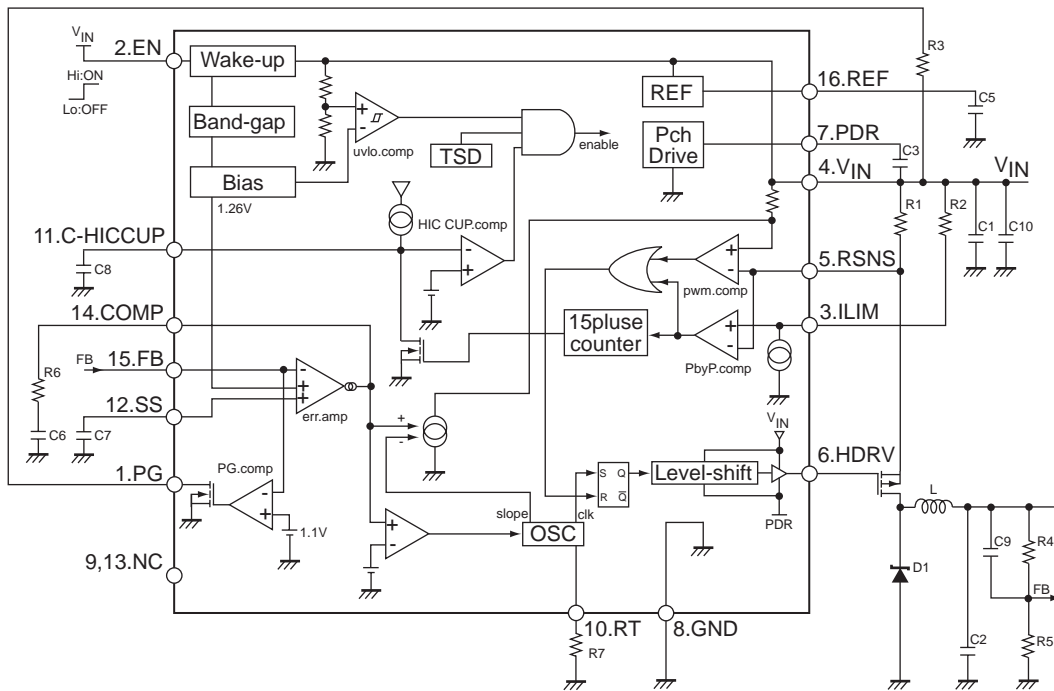 VIN
2.EN
Hi:ON
Lo:OFF
Wake-up
Band-gap
Bias
1.26V
uvlo.comp
TSD
enable
REF
Pch
Drive
16.REF
C5
R3
7.PDR
C3
4.VIN
VIN
R1
R2
C1
C10
11.C-HICCUP
C8
HIC CUP.comp
pwm.comp
5.RSNS
14.COMP
15pluse
counter
PbyP.comp
3.ILIM
FB
15.FB
R6
12.SS
C6
C7
err.amp
+
-
1.PG
PG.comp
1.1V
9,13.NC
slope
clk
OSC
S
Q
R
Q
Level-shift
VIN
PDR
6.HDRV
L
D1
C9
R4
FB
C2
R5
10.RT
R7
8.GND